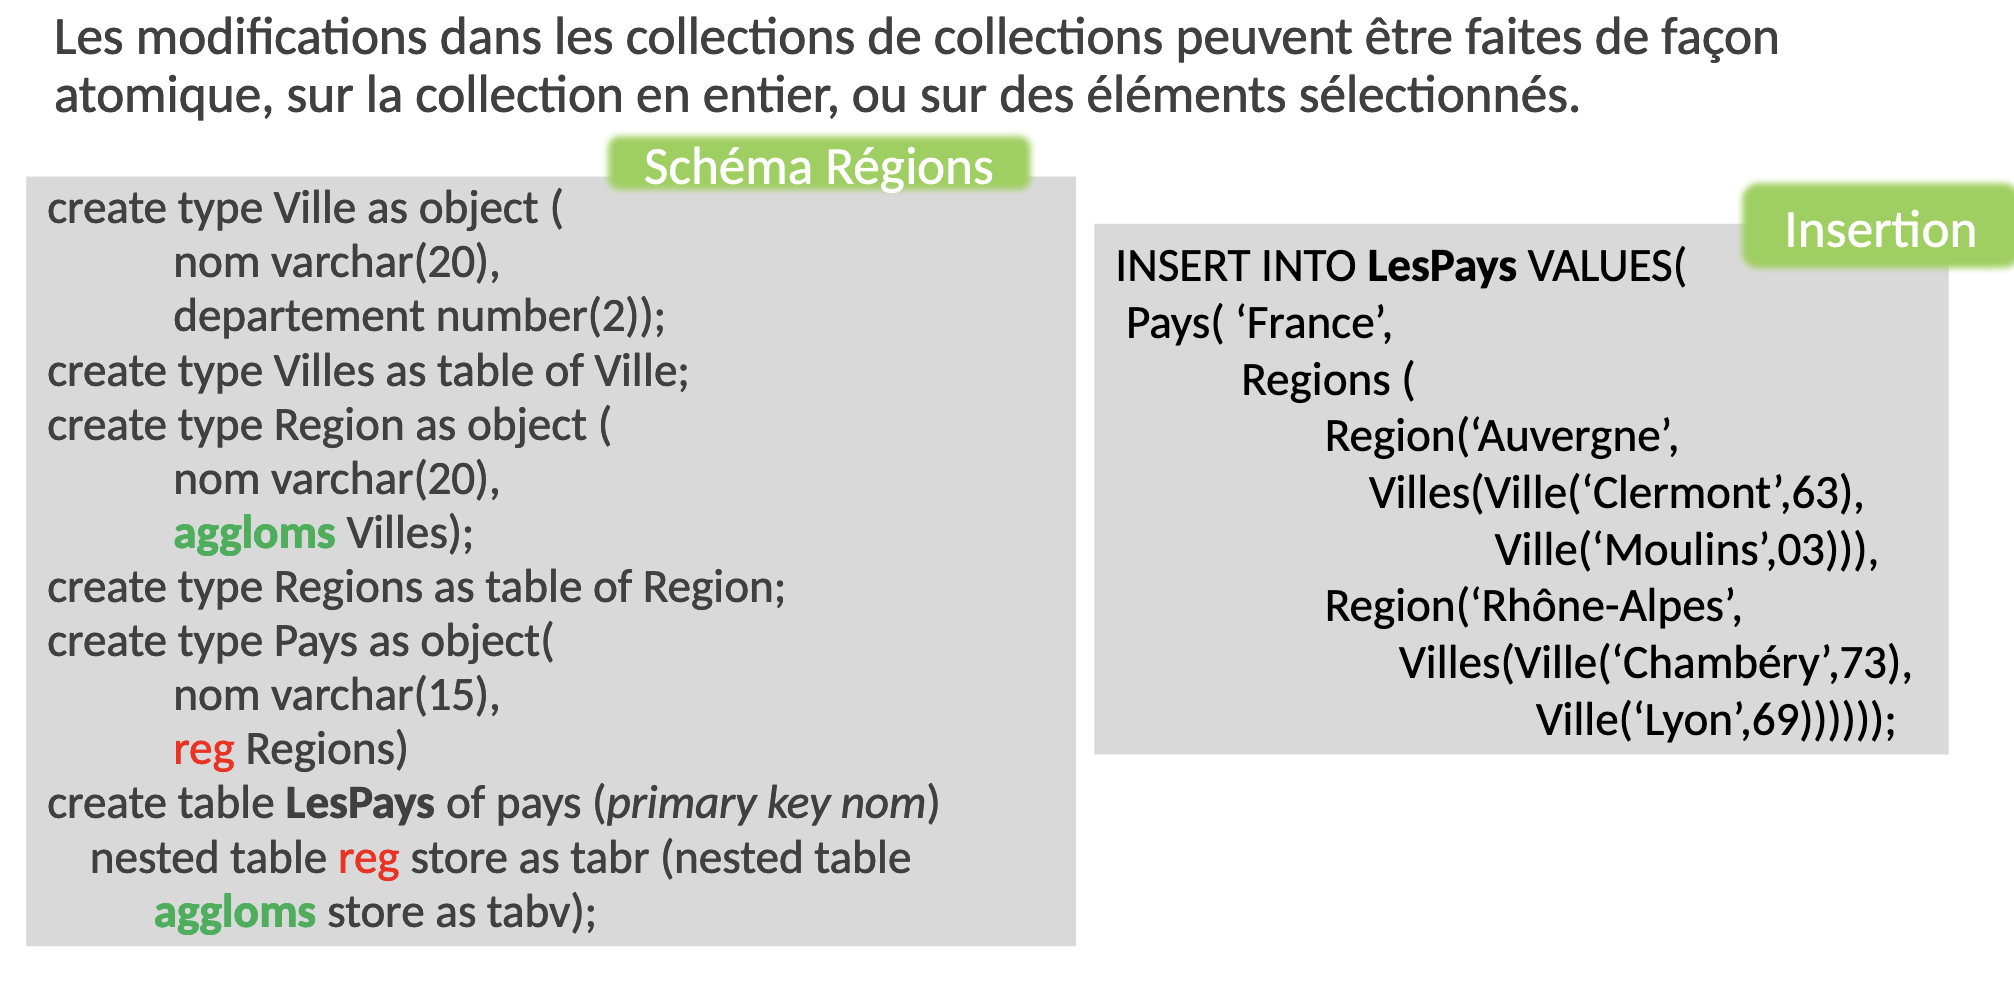 Les modifications dans les collections de collections peuvent être faites de façon
atomique, sur la collection en entier, ou sur des éléments sélectionnés.
Schéma Régions
create type Ville as object (
nom varchar(20),
departement number(2));
create type Villes as table of Ville;
create type Region as object (
nom varchar(20),
aggloms Villes);
create type Regions as table of Region;
create type Pays as object(
nom varchar(15),
reg Regions)
create table LesPays of pays (primary key nom)
nested table reg store as tabr (nested table
aggloms store as tabv);
Insertion
INSERT INTO LesPays VALUES(
Pays( ‘France’,
Regions (
Region(‘Auvergne’,
Villes(Ville(‘Clermont’,63),
Ville(‘Moulins’,03))),
Region(‘Rhône-Alpes’,
Villes(Ville(‘Chambéry’,73),
Ville(‘Lyon’,69))))));